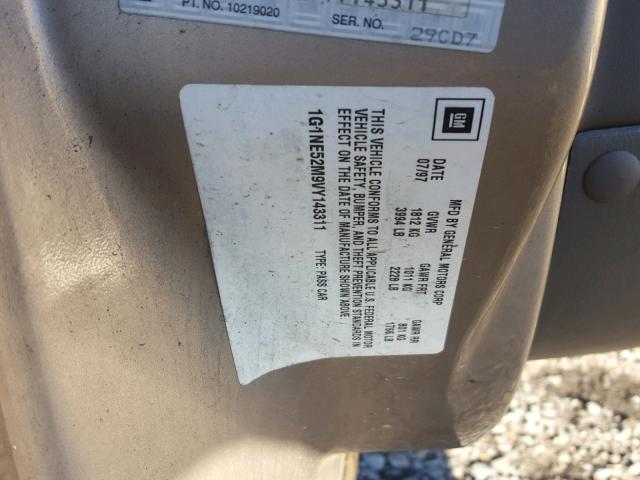 PT. NO. 10219020
SER. NO.
29CD7
GM
MFD BY GENERAL MOTORS CORP
DATE GVWR GAWR FRT GAWR RR
07/97 1812 KG 1011 KG 801 KG
3994 LB 2228 LB 1766 LB
THIS VEHICLE CONFORMS TO ALL APPLICABLE U.S. FEDERAL MOTOR
VEHICLE SAFETY, BUMPER, AND THEFT PREVENTION STANDARDS IN
EFFECT ON THE DATE OF MANUFACTURE SHOWN ABOVE.
1G1NE52M9VY143311 TYPE: PASS CAR